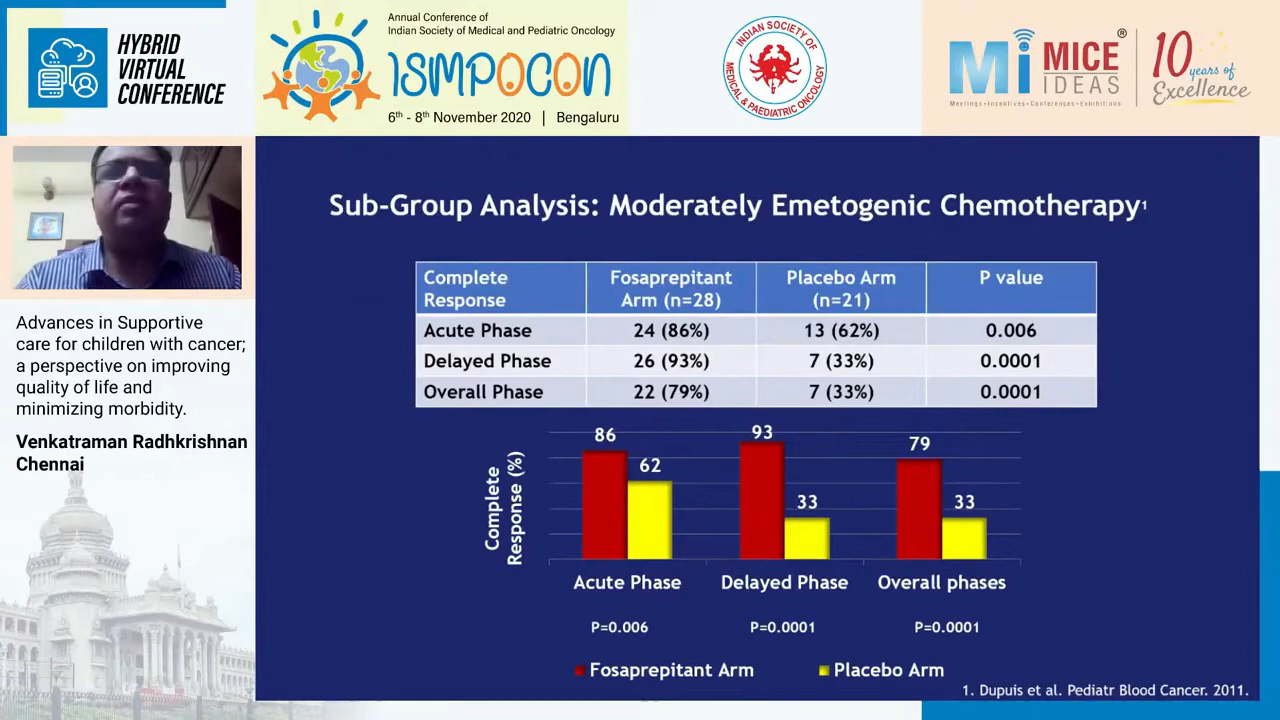 HYBRID
VIRTUAL
CONFERENCE
Annual Conference of
Indian Society of Medical and Pediatric Oncology
ISMPOCON
6th - 8th November 2020 | Bengaluru
INDIAN SOCIETY OF
MEDICAL & PAEDIATRIC ONCOLOGY
Mi MICE ®
IDEAS
Meetings•Incentives•Conferences•Exhibitions
10 years of
Excellence
Advances in Supportive
care for children with cancer;
a perspective on improving
quality of life and
minimizing morbidity.
Venkatraman Radhkrishnan
Chennai
Sub-Group Analysis: Moderately Emetogenic Chemotherapy1
Complete Response Fosaprepitant Arm (n=28) Placebo Arm (n=21) P value
Acute Phase 24 (86%) 13 (62%) 0.006
Delayed Phase 26 (93%) 7 (33%) 0.0001
Overall Phase 22 (79%) 7 (33%) 0.0001
Complete
Response (%)
86 62 93 33 79 33
Acute Phase Delayed Phase Overall phases
P=0.006 P=0.0001 P=0.0001
Fosaprepitant Arm Placebo Arm
1. Dupuis et al. Pediatr Blood Cancer. 2011.